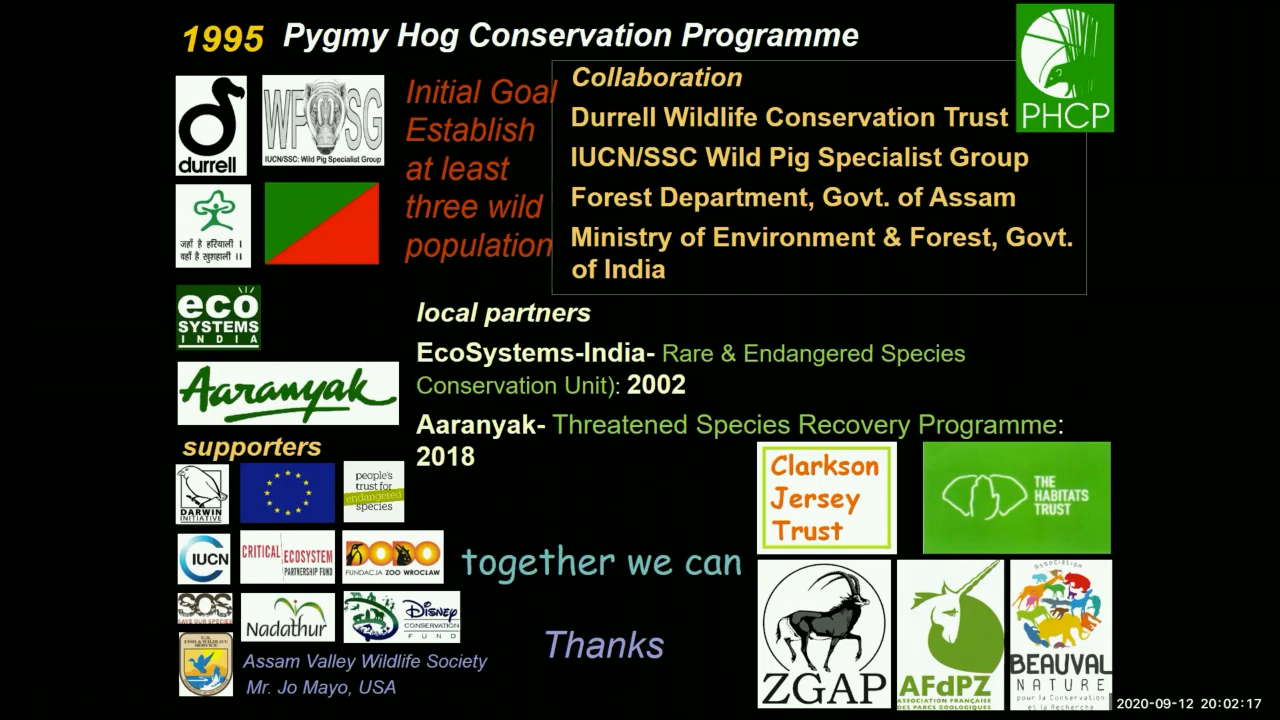 1995 Pygmy Hog Conservation Programme
PHCP
durrell
WPSG
IUCN/SSC: Wild Pig Specialist Group
Initial Goal
Establish
at least
three wild
population
Collaboration
Durrell Wildlife Conservation Trust
IUCN/SSC Wild Pig Specialist Group
Forest Department, Govt. of Assam
Ministry of Environment & Forest, Govt.
of India
जहाँ है हरियाली ।
वहाँ है खुशहाली ।।
eco
SYSTEMS
INDIA
local partners
EcoSystems-India- Rare & Endangered Species
Conservation Unit): 2002
Aaranyak
Aaranyak- Threatened Species Recovery Programme:
2018
supporters
DARWIN
INITIATIVE
people's
trust for
endangered
species
Clarkson
Jersey
Trust
THE
HABITATS
TRUST
IUCN
CRITICAL ECOSYSTEM
PARTNERSHIP FUND
DODO
FUNDACJA ZOO WROCŁAW
together we can
SOS
SAVE OUR SPECIES
Nadathur
DISNEY
CONSERVATION
FUND
U.S.
FISH & WILDLIFE
SERVICE
Thanks
Assam Valley Wildlife Society
Mr. Jo Mayo, USA
ZGAP
AFdPZ
ASSOCIATION FRANÇAISE
DES PARCS ZOOLOGIQUES
Association
BEAUVAL
NATURE
pour la Conservation
et la Recherche
2020-09-12 20:02:17